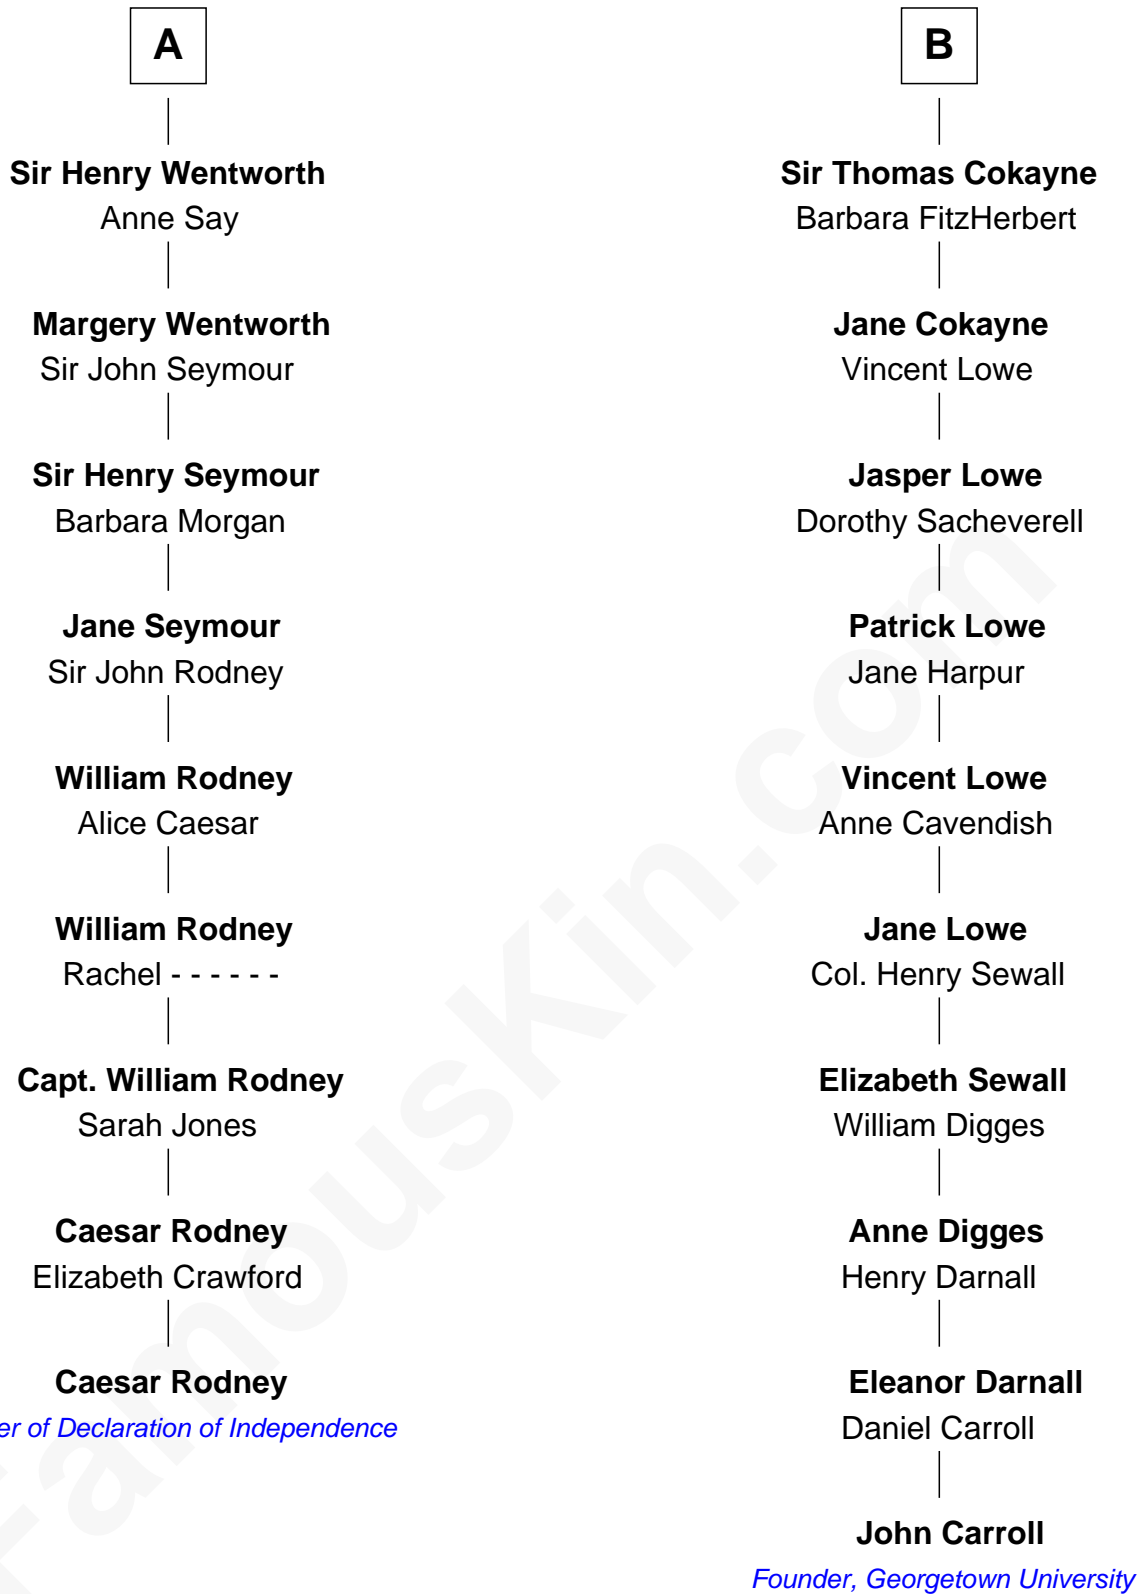 A
Sir Henry Wentworth
Anne Say
Margery Wentworth
Sir John Seymour
Sir Henry Seymour
Barbara Morgan
Jane Seymour
Sir John Rodney
William Rodney
Alice Caesar
William Rodney
Rachel - - - - - -
Capt. William Rodney
Sarah Jones
Caesar Rodney
Elizabeth Crawford
Caesar Rodney
of Declaration of Independence
B
Sir Thomas Cokayne
Barbara FitzHerbert
Jane Cokayne
Vincent Lowe
Jasper Lowe
Dorothy Sacheverell
Patrick Lowe
Jane Harpur
Vincent Lowe
Anne Cavendish
Jane Lowe
Col. Henry Sewall
Elizabeth Sewall
William Digges
Anne Digges
Henry Darnall
Eleanor Darnall
Daniel Carroll
John Carroll
Founder, Georgetown University
FamousKin.com